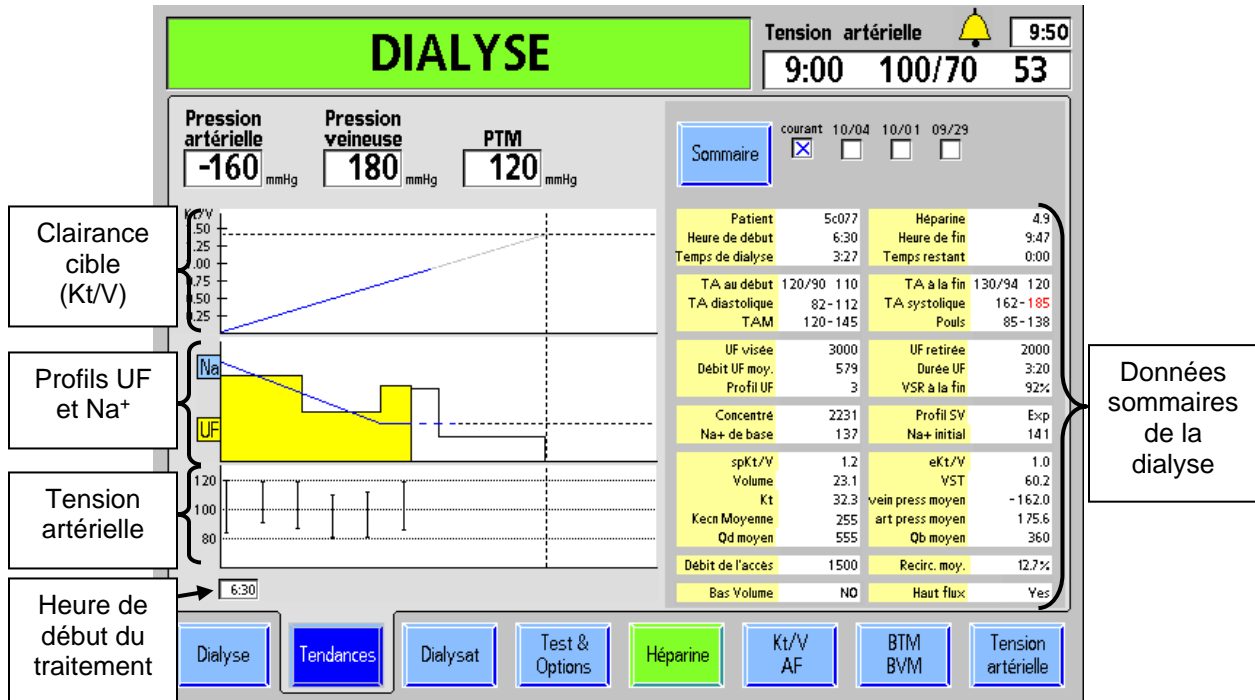 DIALYSE
Tension artérielle
9:50
9:00 100/70 53
Pression artérielle
-160 mmHg
Pression veineuse
180 mmHg
PTM
120 mmHg
Sommaire
courant 10/04 10/01 09/29
Clairance
cible
(Kt/V)
Kt/V
.50
.25
.00
.75
0.50
0.25
Profils UF
et Na+
Na
UF
Tension
artérielle
120
100
80
Heure de
début du
traitement
6:30
Patient 5c077 Héparine 4.9
Heure de début 6:30 Heure de fin 9:47
Temps de dialyse 3:27 Temps restant 0:00
TA au début 120/90 110 TA à la fin 130/94 120
TA diastolique 82-112 TA systolique 162-185
TAM 120-145 Pouls 85-138
UF visée 3000 UF retirée 2000
Débit UF moy. 579 Durée UF 3:20
Profil UF 3 VSR à la fin 92%
Concentré 2231 Profil SV Exp
Na+ de base 137 Na+ initial 141
spKt/V 1.2 eKt/V 1.0
Volume 23.1 VST 60.2
Kt 32.3 vein press moyen -162.0
Kecn Moyenne 255 art press moyen 175.6
Qd moyen 555 Qb moyen 360
Débit de l'accès 1500 Recirc. moy. 12.7%
Bas Volume NO Haut flux Yes
Données
sommaires
de la
dialyse
Dialyse
Tendances
Dialysat
Test &
Options
Héparine
Kt/V
AF
BTM
BVM
Tension
artérielle